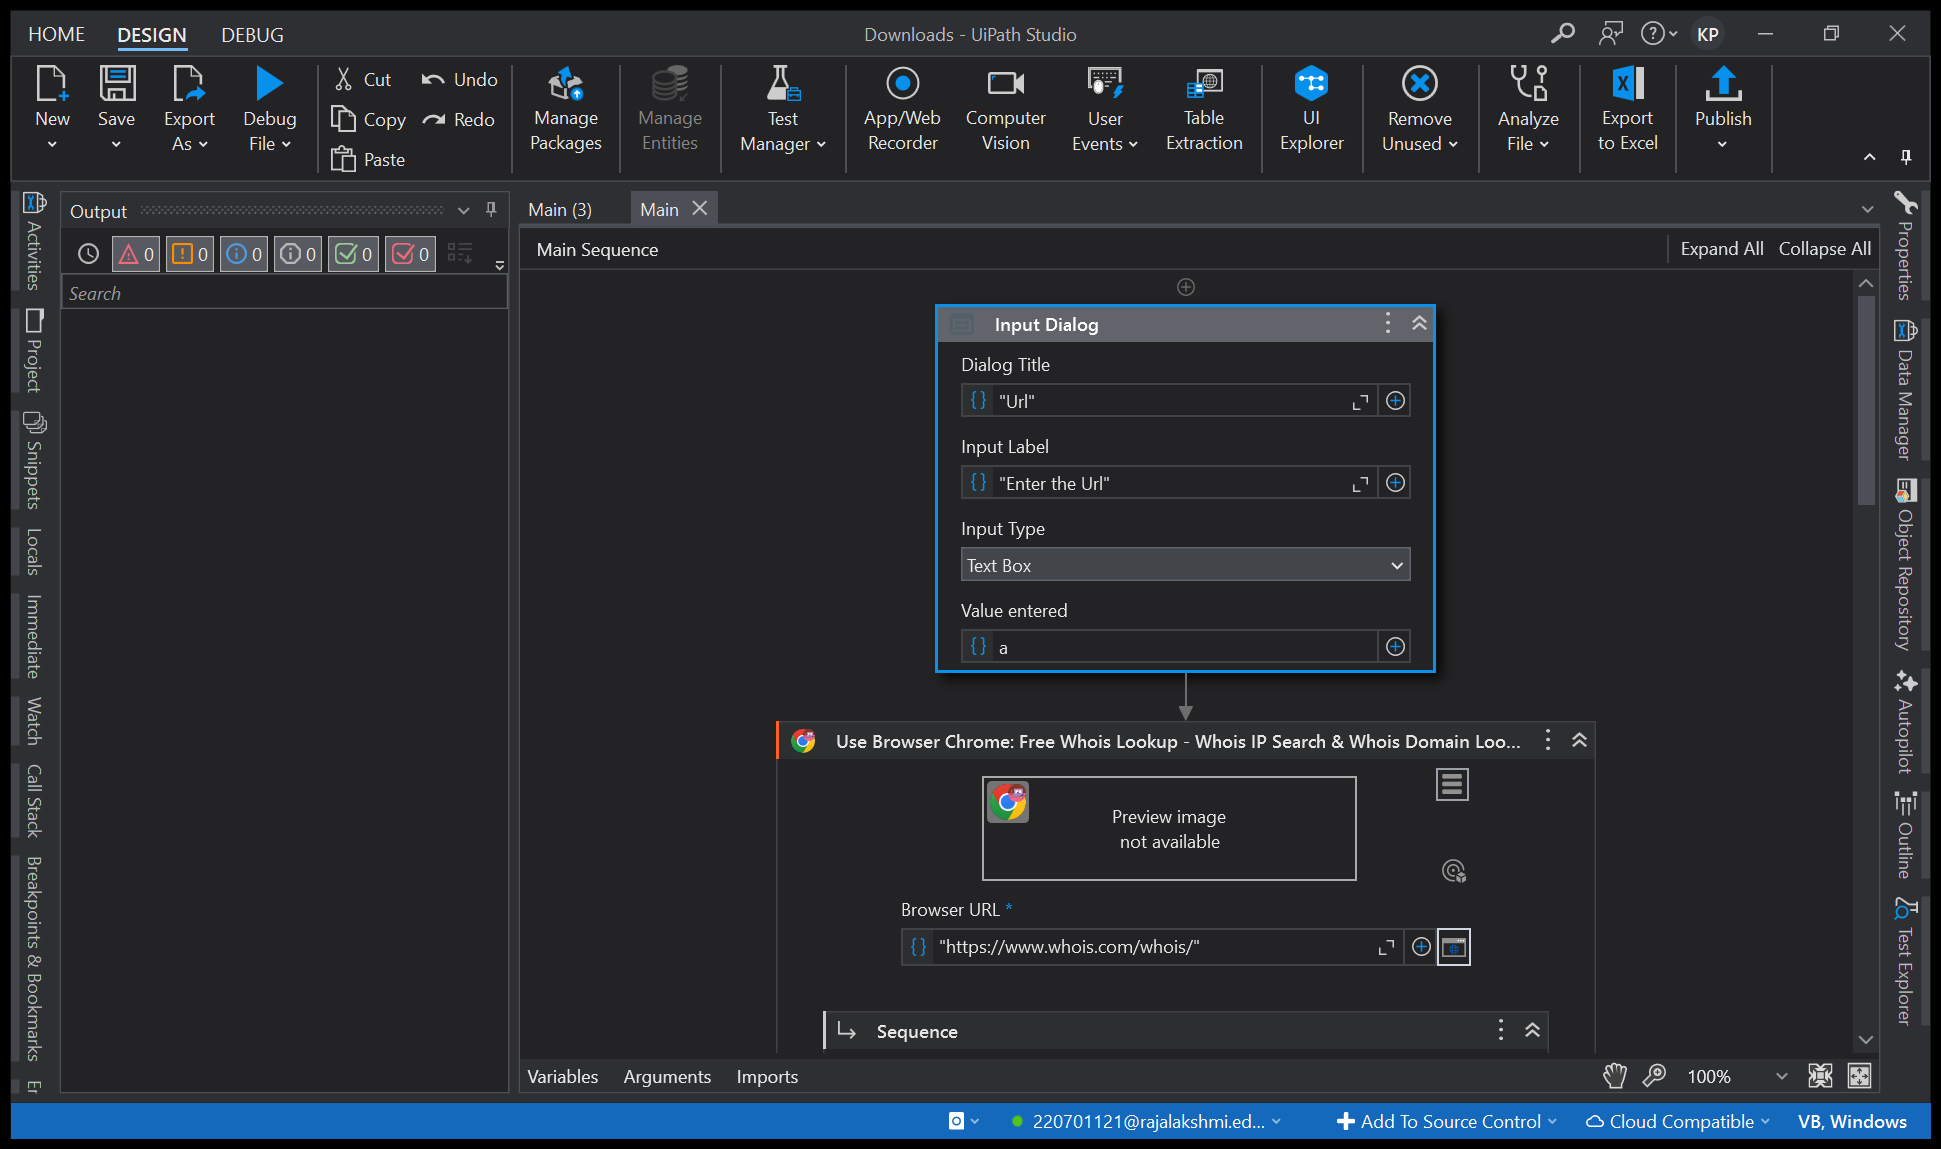 HOME DESIGN DEBUG Downloads - UiPath Studio KP
New Save Export As Debug File
Cut Copy Paste Undo Redo
Manage Packages
Manage Entities
Test Manager
App/Web Recorder
Computer Vision
User Events
Table Extraction
UI Explorer
Remove Unused
Analyze File
Export to Excel
Publish
Activities
Project
Snippets
Locals
Immediate
Watch
Call Stack
Breakpoints & Bookmarks
Er
Output
0 0 0 0 0 0
Search
Main (3) Main
Main Sequence Expand All Collapse All
Input Dialog
Dialog Title
"Url"
Input Label
"Enter the Url"
Input Type
Text Box
Value entered
a
Use Browser Chrome: Free Whois Lookup - Whois IP Search & Whois Domain Loo...
Preview image
not available
Browser URL *
"https://www.whois.com/whois/"
Sequence
Variables Arguments Imports 100%
Properties
Data Manager
Object Repository
Autopilot
Outline
Test Explorer
220701121@rajalakshmi.ed... Add To Source Control Cloud Compatible VB, Windows